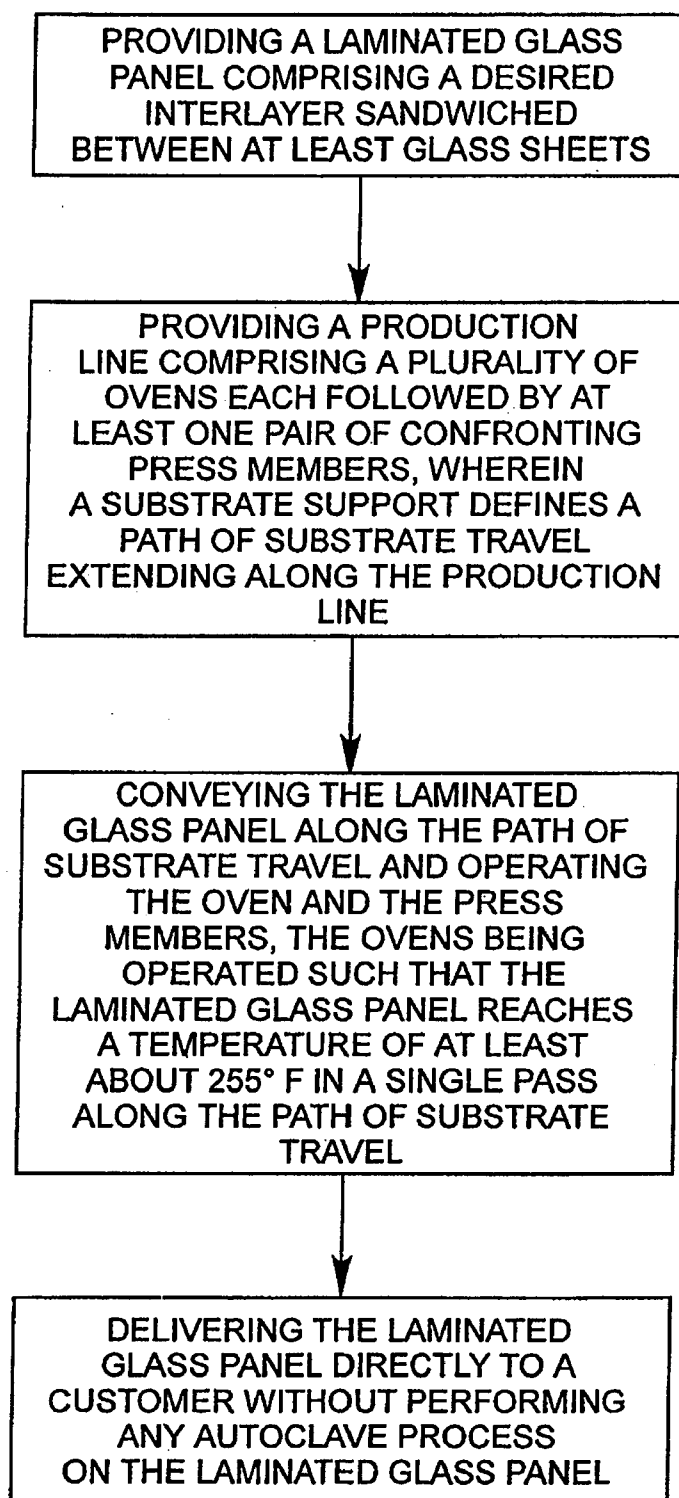 PROVIDING A LAMINATED GLASS
PANEL COMPRISING A DESIRED
INTERLAYER SANDWICHED
BETWEEN AT LEAST GLASS SHEETS
PROVIDING A PRODUCTION
LINE COMPRISING A PLURALITY OF
OVENS EACH FOLLOWED BY AT
LEAST ONE PAIR OF CONFRONTING
PRESS MEMBERS, WHEREIN
A SUBSTRATE SUPPORT DEFINES A
PATH OF SUBSTRATE TRAVEL
EXTENDING ALONG THE PRODUCTION
LINE
CONVEYING THE LAMINATED
GLASS PANEL ALONG THE PATH OF
SUBSTRATE TRAVEL AND OPERATING
THE OVEN AND THE PRESS
MEMBERS, THE OVENS BEING
OPERATED SUCH THAT THE
LAMINATED GLASS PANEL REACHES
A TEMPERATURE OF AT LEAST
ABOUT 255° F IN A SINGLE PASS
ALONG THE PATH OF SUBSTRATE
TRAVEL
DELIVERING THE LAMINATED
GLASS PANEL DIRECTLY TO A
CUSTOMER WITHOUT PERFORMING
ANY AUTOCLAVE PROCESS
ON THE LAMINATED GLASS PANEL